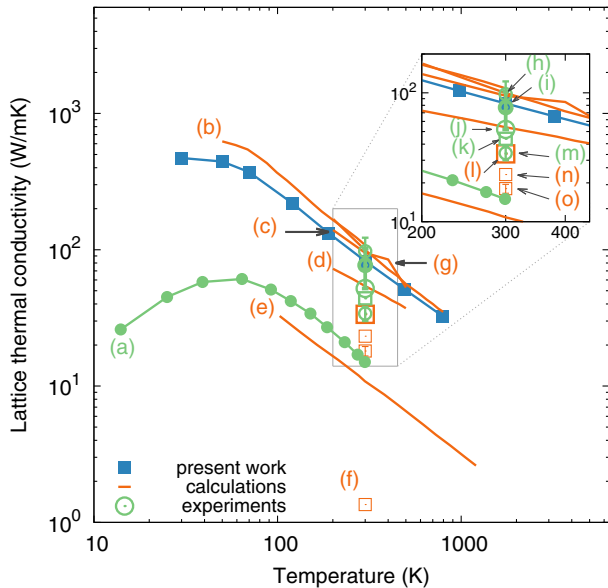 Lattice thermal conductivity (W/mK)
10³
10²
10¹
10⁰
10
100
1000
Temperature (K)
(a)
(b)
(c)
(d)
(e)
(f)
(g)
present work
calculations
experiments
10²
10¹
200
300
400
(h)
(i)
(j)
(k)
(l)
(m)
(n)
(o)